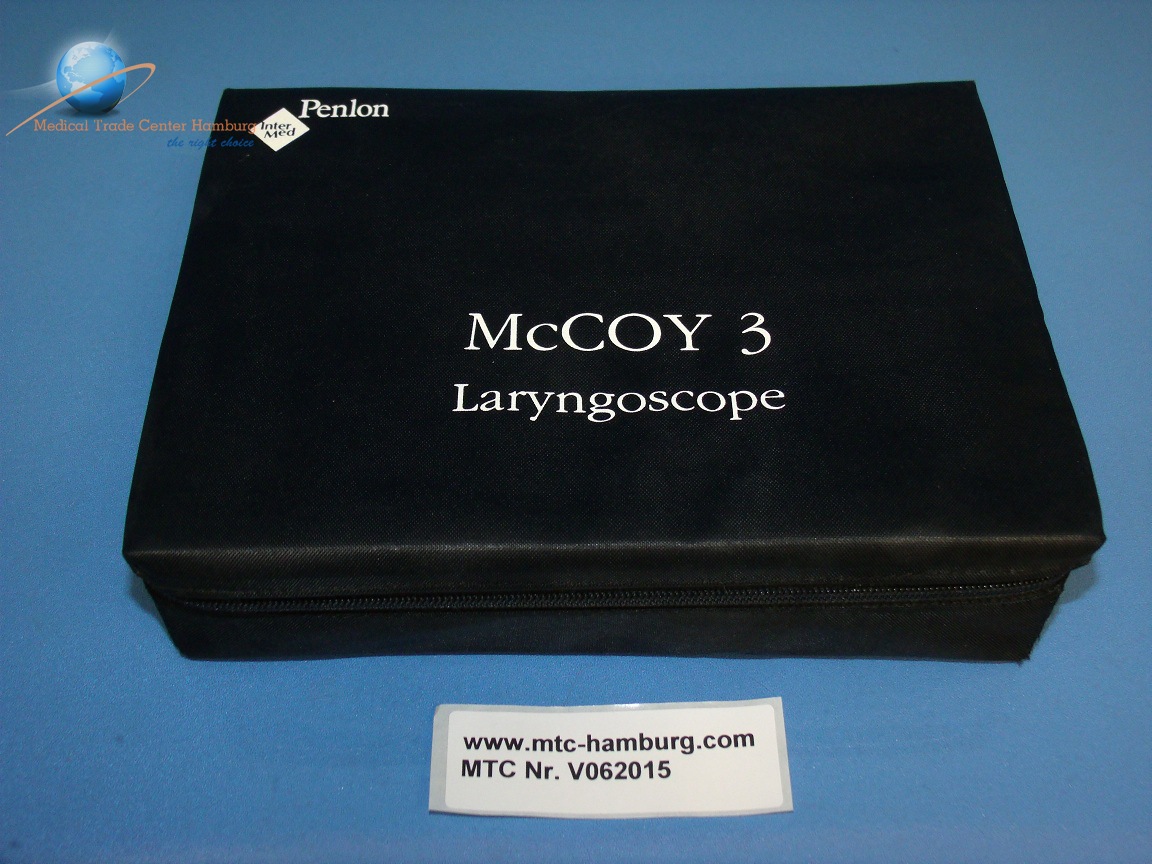 Medical Trade Center Hamburg
the right choice
Penlon
Inter
Med
McCOY 3
Laryngoscope
www.mtc-hamburg.com
MTC Nr. V062015